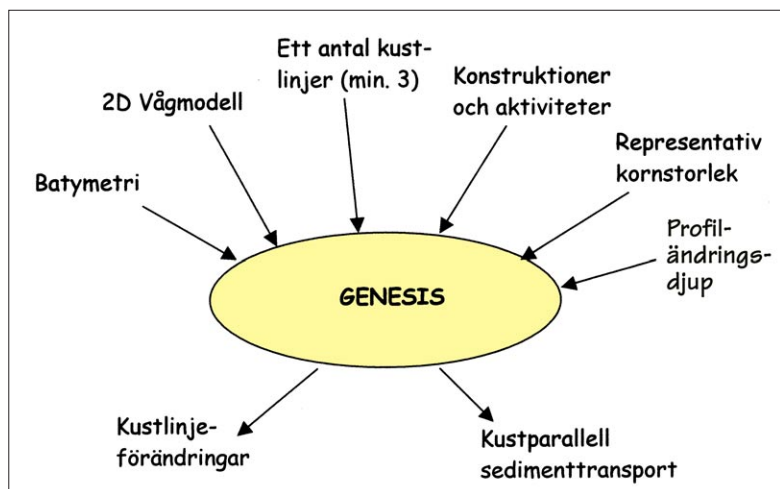 Ett antal kust-
linjer (min. 3)
Konstruktioner
och aktiviteter
2D Vågmodell
Representativ
kornstorlek
Batymetri
Profil-
ändrings-
djup
GENESIS
Kustlinje-
förändringar
Kustparallell
sedimenttransport